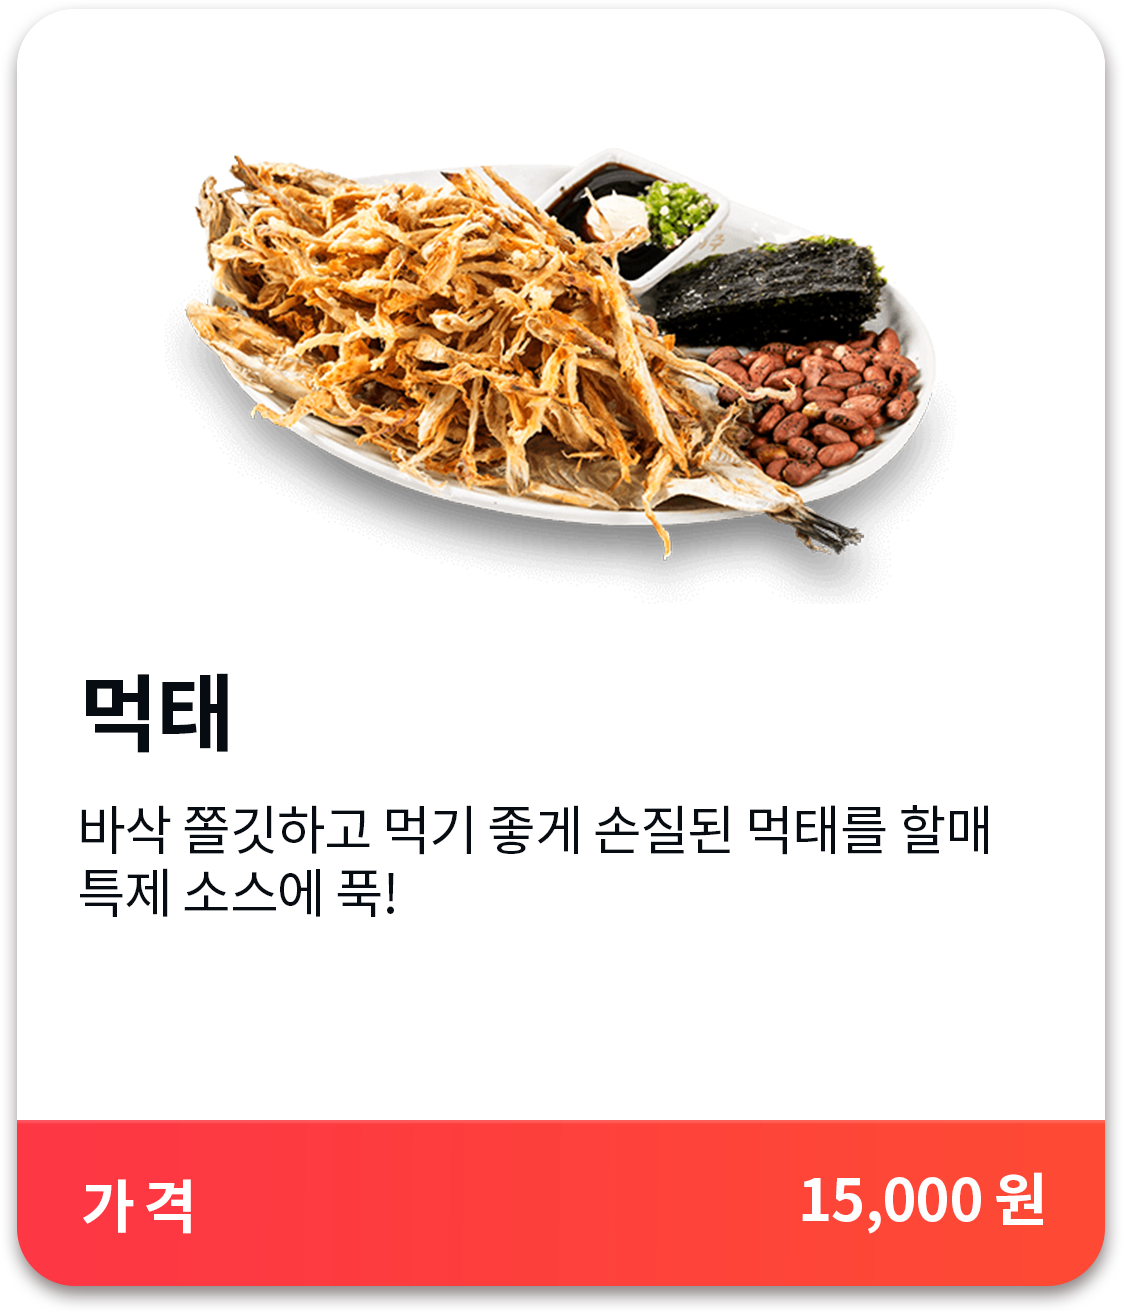 먹태
바삭 쫄깃하고 먹기 좋게 손질된 먹태를 할매
특제 소스에 푹!
가 격
15,000 원